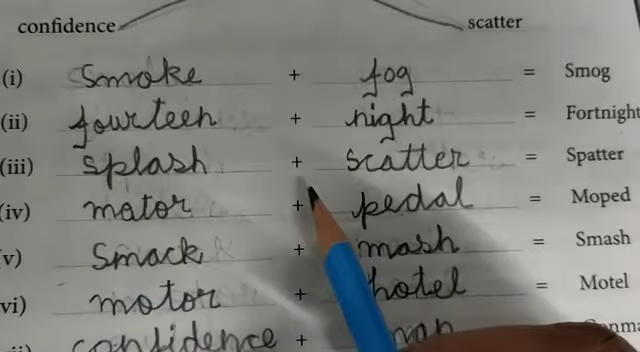 confidence scatter
(i) Smoke + fog = Smog
(ii) fourteen + night = Fortnight
(iii) splash + scatter = Spatter
(iv) motor + pedal = Moped
v) Smack + mash = Smash
vi) motor + hotel = Motel
confidence + man